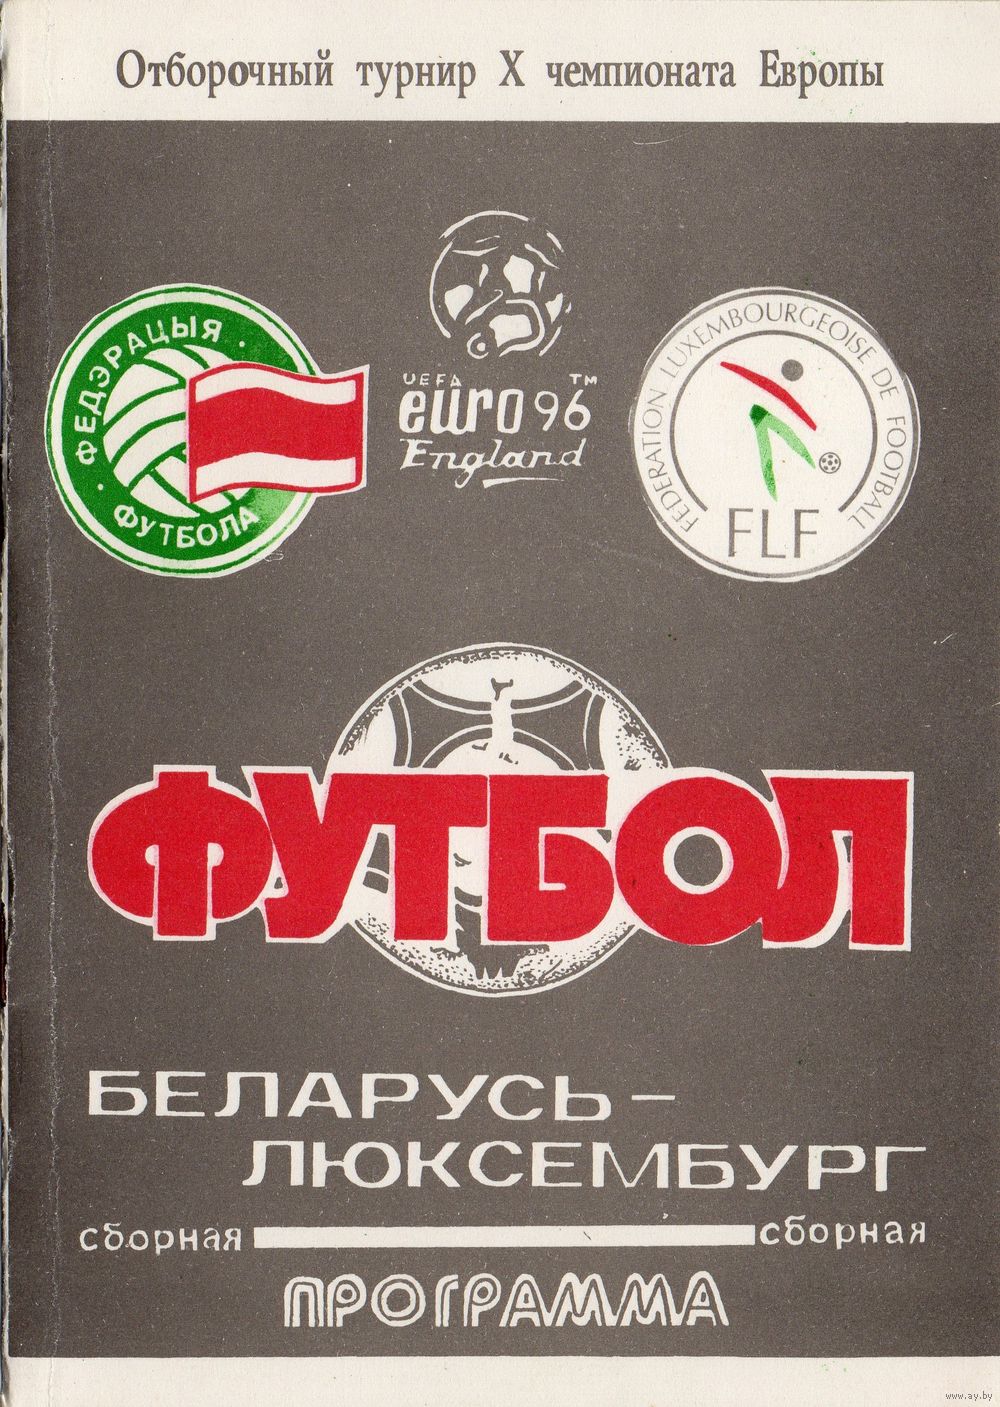 Отборочный турнир X чемпионата Европы
ФЕДЭРАЦЫЯ
ФУТБОЛА
UEFA TM
euro 96
England
FEDERATION LUXEMBOURGEOISE DE FOOTBALL
FLF
ФУТБОЛ
БЕЛАРУСЬ –
ЛЮКСЕМБУРГ
сборная сборная
ПРОГРАММА
www.ay.by